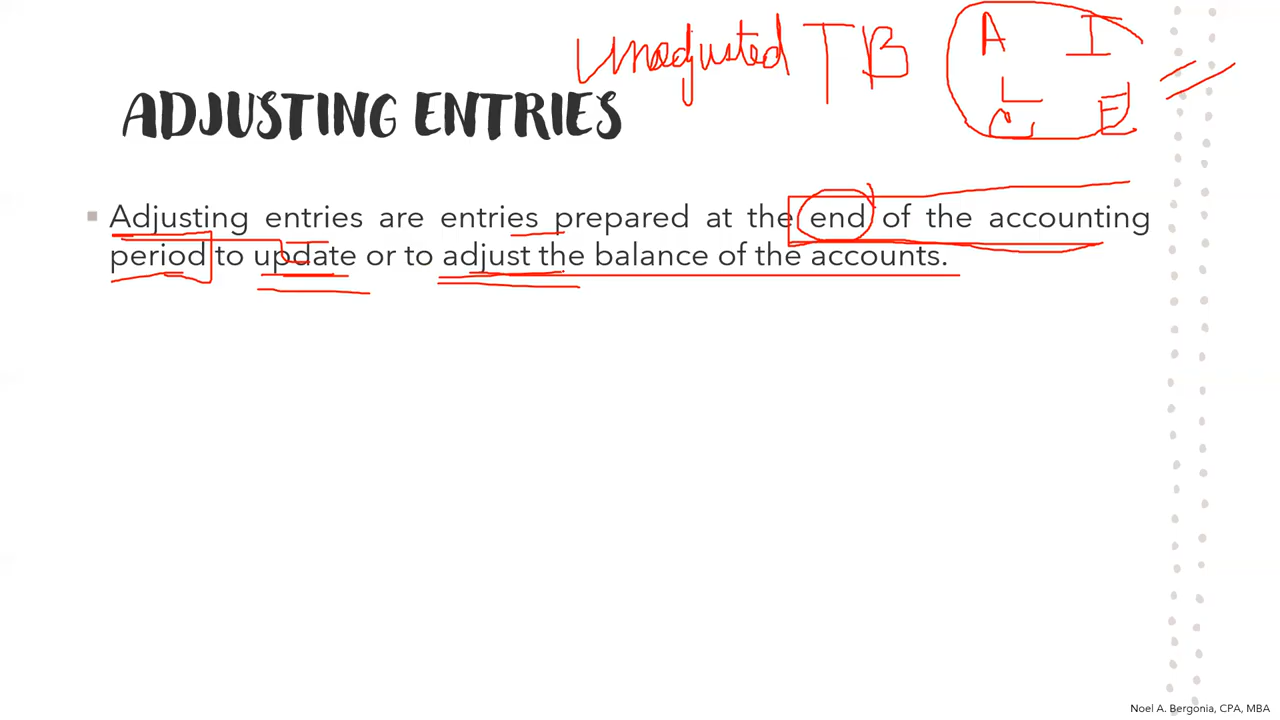 Unadjusted TB
A I
L
C E
ADJUSTING ENTRIES
Adjusting entries are entries prepared at the end of the accounting
period to update or to adjust the balance of the accounts.
Noel A. Bergonia, CPA, MBA